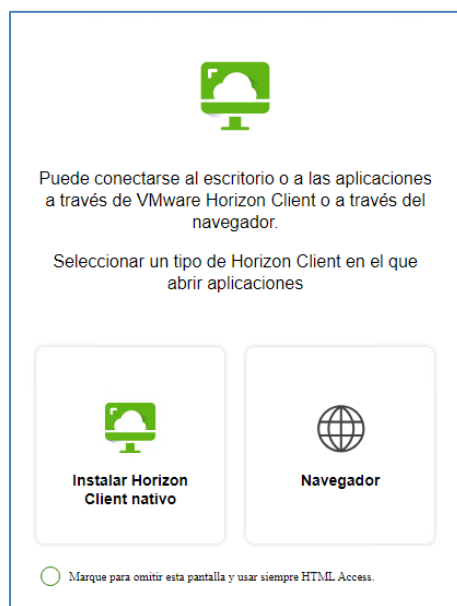 Puede conectarse al escritorio o a las aplicaciones
a través de VMware Horizon Client o a través del
navegador.
Seleccionar un tipo de Horizon Client en el que
abrir aplicaciones
Instalar Horizon
Client nativo
Navegador
Marque para omitir esta pantalla y usar siempre HTML Access.